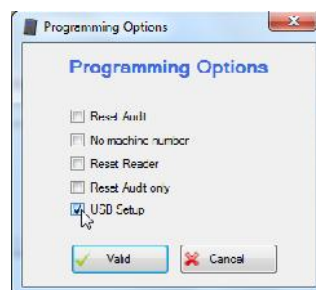 Programming Options
Programming Options
Reset Audit
No machine number
Reset Reader
Reset Audit only
USB Setup
Valid
Cancel